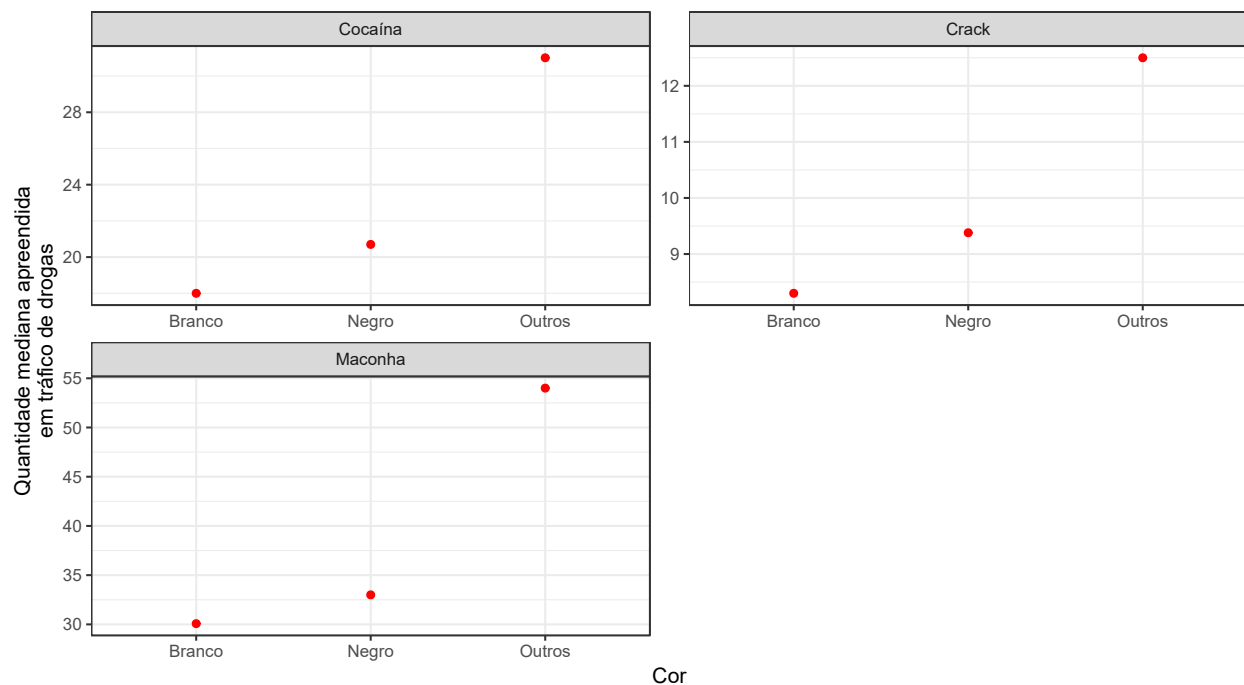 Quantidade mediana apreendida
em tráfico de drogas
Cocaína
28
24
20
Branco
Negro
Outros
Crack
12
11
10
9
Branco
Negro
Outros
Maconha
55
50
45
40
35
30
Branco
Negro
Outros
Cor